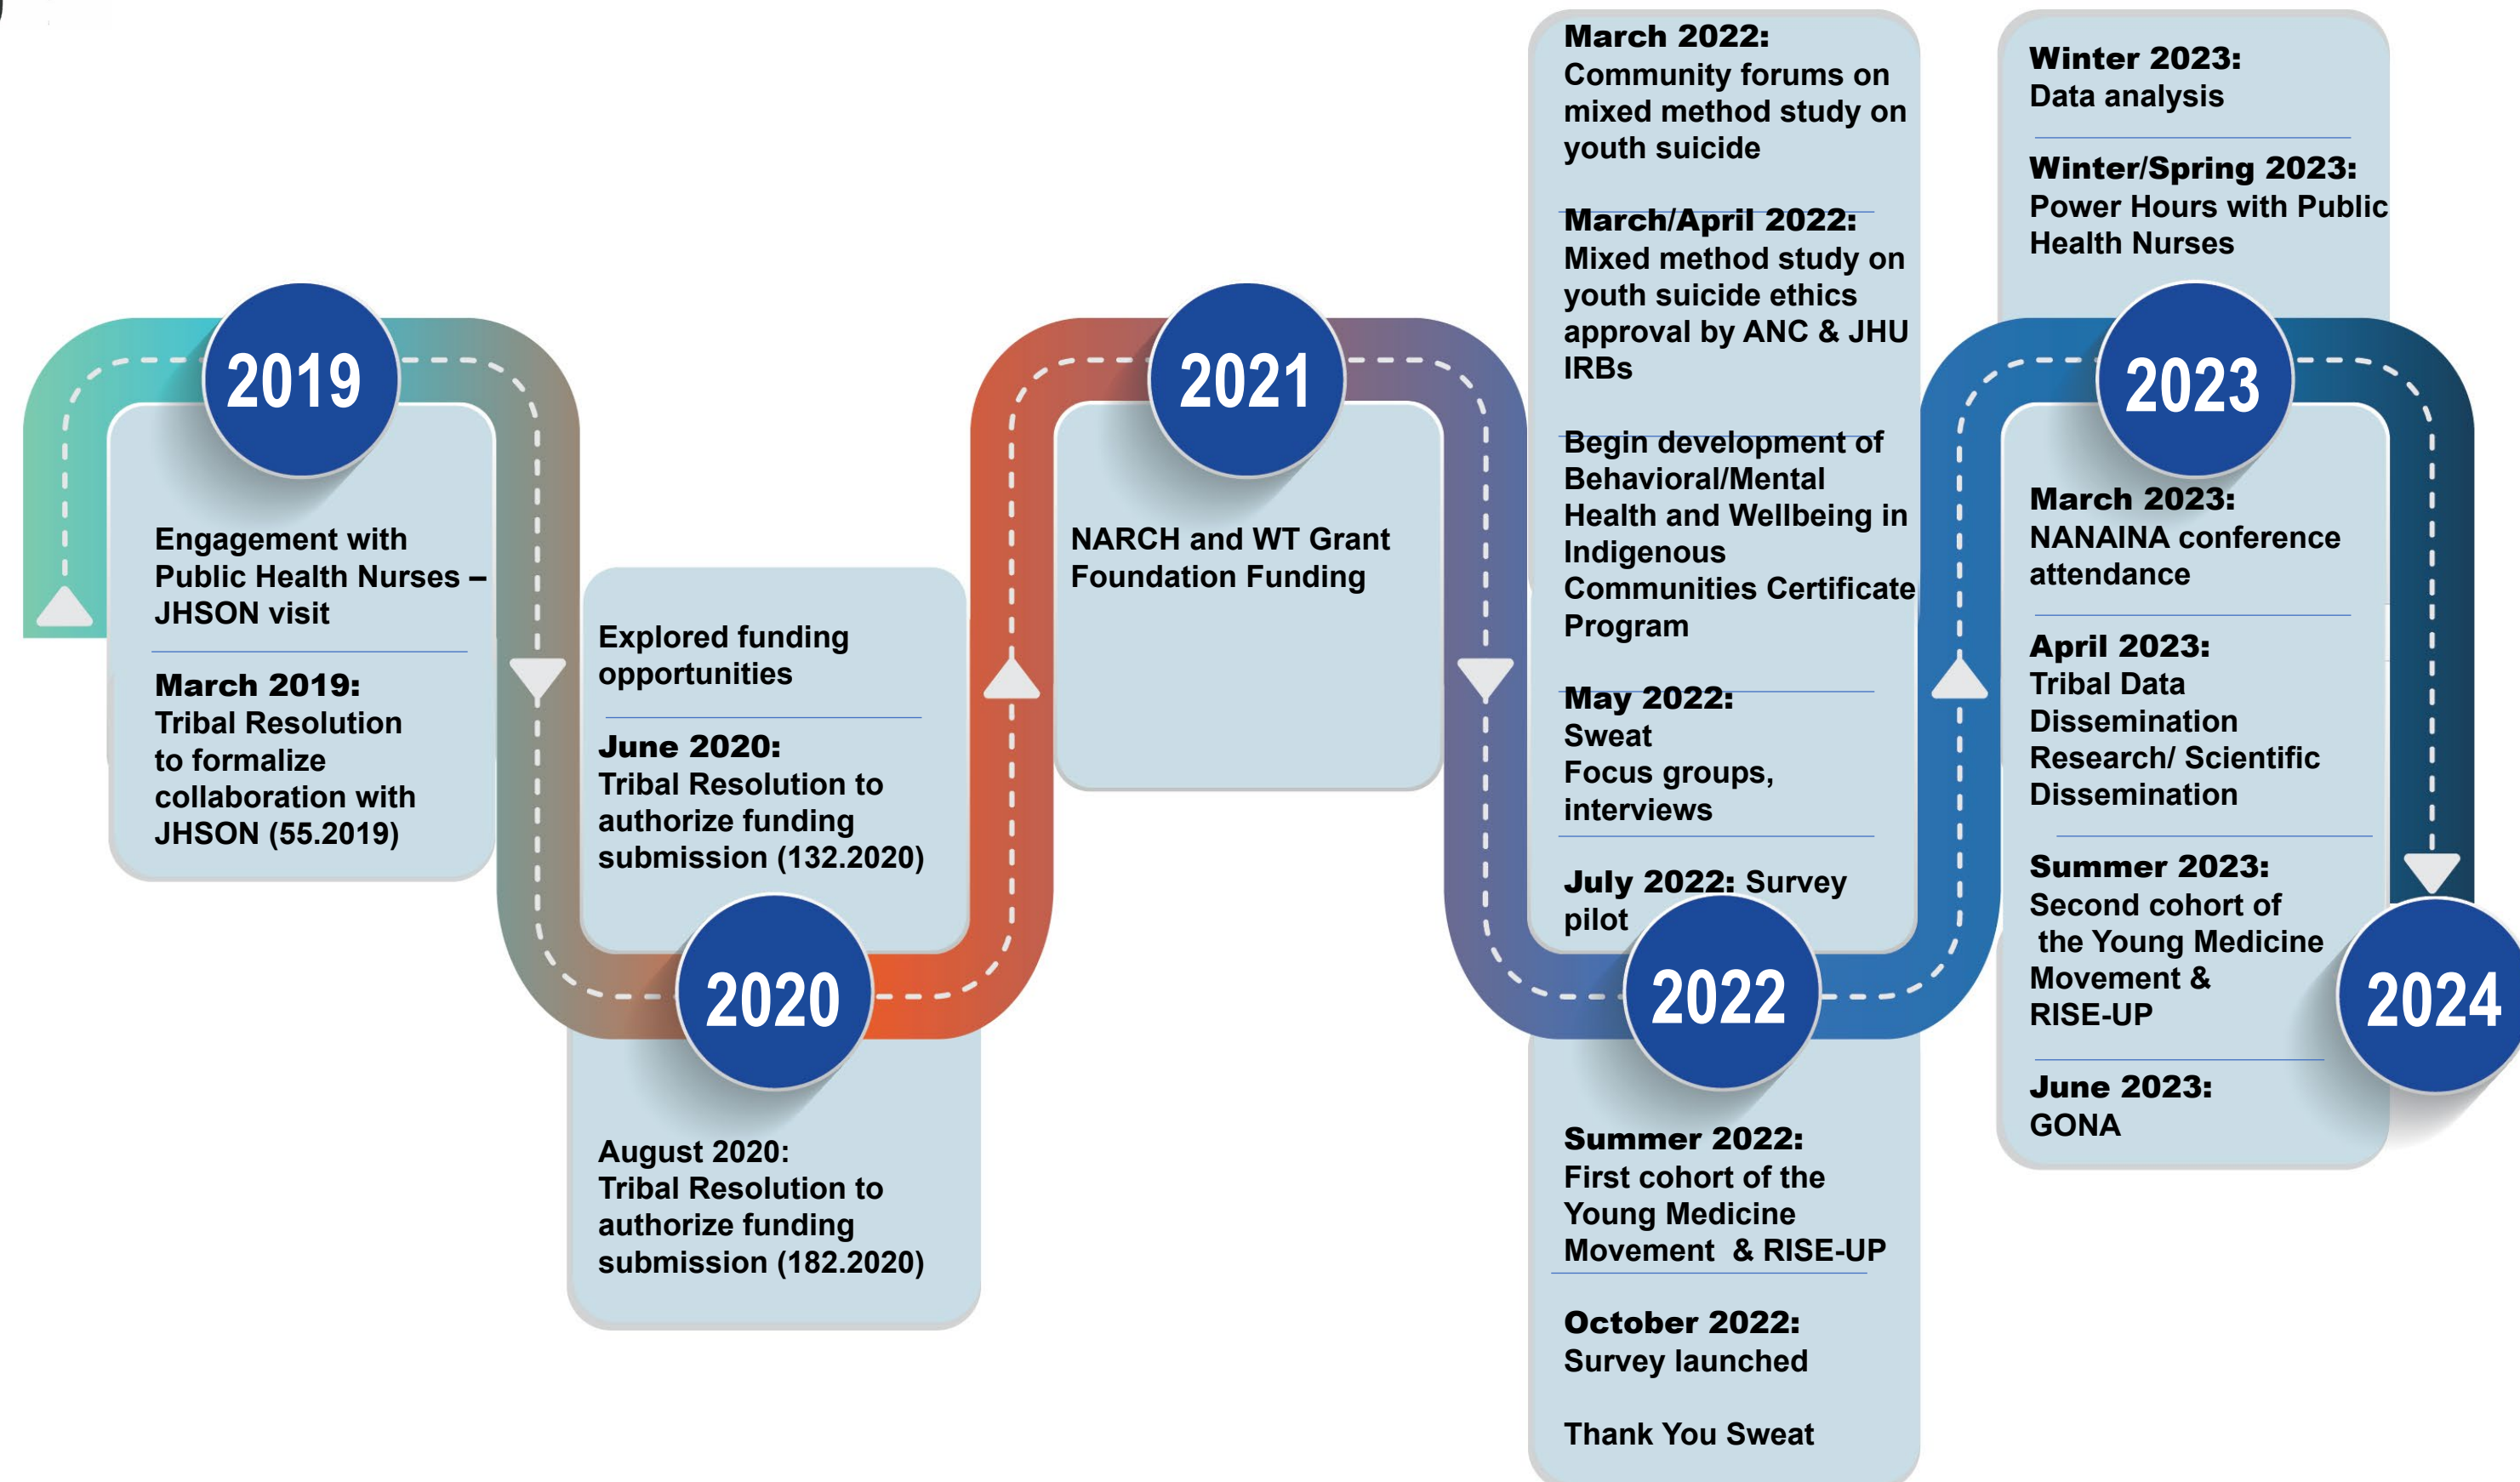 2019
Engagement with
Public Health Nurses –
JHSON visit
March 2019:
Tribal Resolution
to formalize
collaboration with
JHSON (55.2019)
Explored funding
opportunities
June 2020:
Tribal Resolution to
authorize funding
submission (132.2020)
2020
August 2020:
Tribal Resolution to
authorize funding
submission (182.2020)
2021
NARCH and WT Grant
Foundation Funding
March 2022:
Community forums on
mixed method study on
youth suicide
March/April 2022:
Mixed method study on
youth suicide ethics
approval by ANC & JHU
IRBs
Begin development of
Behavioral/Mental
Health and Wellbeing in
Indigenous
Communities Certificate
Program
May 2022:
Sweat
Focus groups,
interviews
July 2022: Survey
pilot
2022
Summer 2022:
First cohort of the
Young Medicine
Movement & RISE-UP
October 2022:
Survey launched
Thank You Sweat
Winter 2023:
Data analysis
Winter/Spring 2023:
Power Hours with Public
Health Nurses
2023
March 2023:
NANAINA conference
attendance
April 2023:
Tribal Data
Dissemination
Research/ Scientific
Dissemination
Summer 2023:
Second cohort of
the Young Medicine
Movement &
RISE-UP
June 2023:
GONA
2024